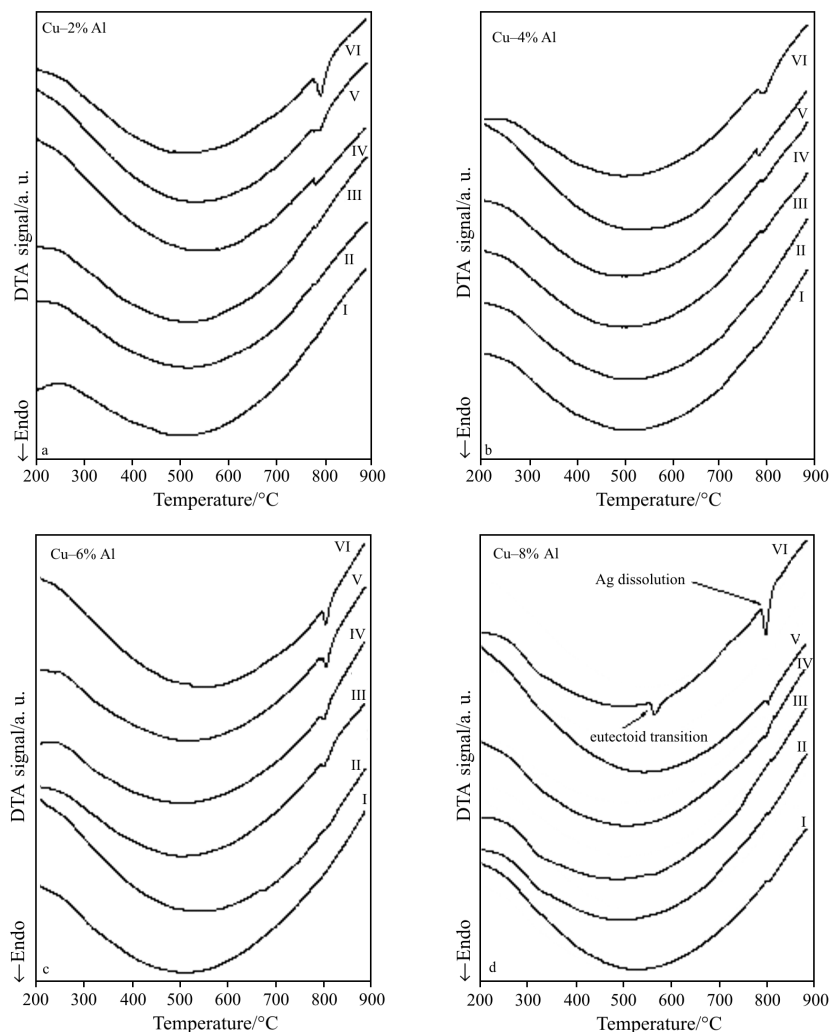 Cu–2% Al
VI
V
IV
III
II
I
DTA signal/a. u.
←Endo
a
200 300 400 500 600 700 800 900
Temperature/°C
Cu–4% Al
VI
V
IV
III
II
I
DTA signal/a. u.
←Endo
b
200 300 400 500 600 700 800 900
Temperature/°C
Cu–6% Al
VI
V
IV
III
II
I
DTA signal/a. u.
←Endo
c
200 300 400 500 600 700 800 900
Temperature/°C
Cu–8% Al
VI
Ag dissolution
V
eutectoid transition
IV
III
II
I
DTA signal/a. u.
←Endo
d
200 300 400 500 600 700 800 900
Temperature/°C